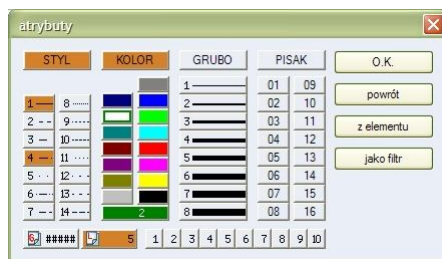 atrybuty
STYL KOLOR GRUBO PISAK O.K.
1 8 1 01 09 powrót
2 9 2 02 10
3 10 3 03 11 z elementu
4 11 4 04 12
5 12 5 05 13 jako filtr
6 13 6 06 14
7 14 7 07 15
2 8 08 16
##### 5 1 2 3 4 5 6 7 8 9 10